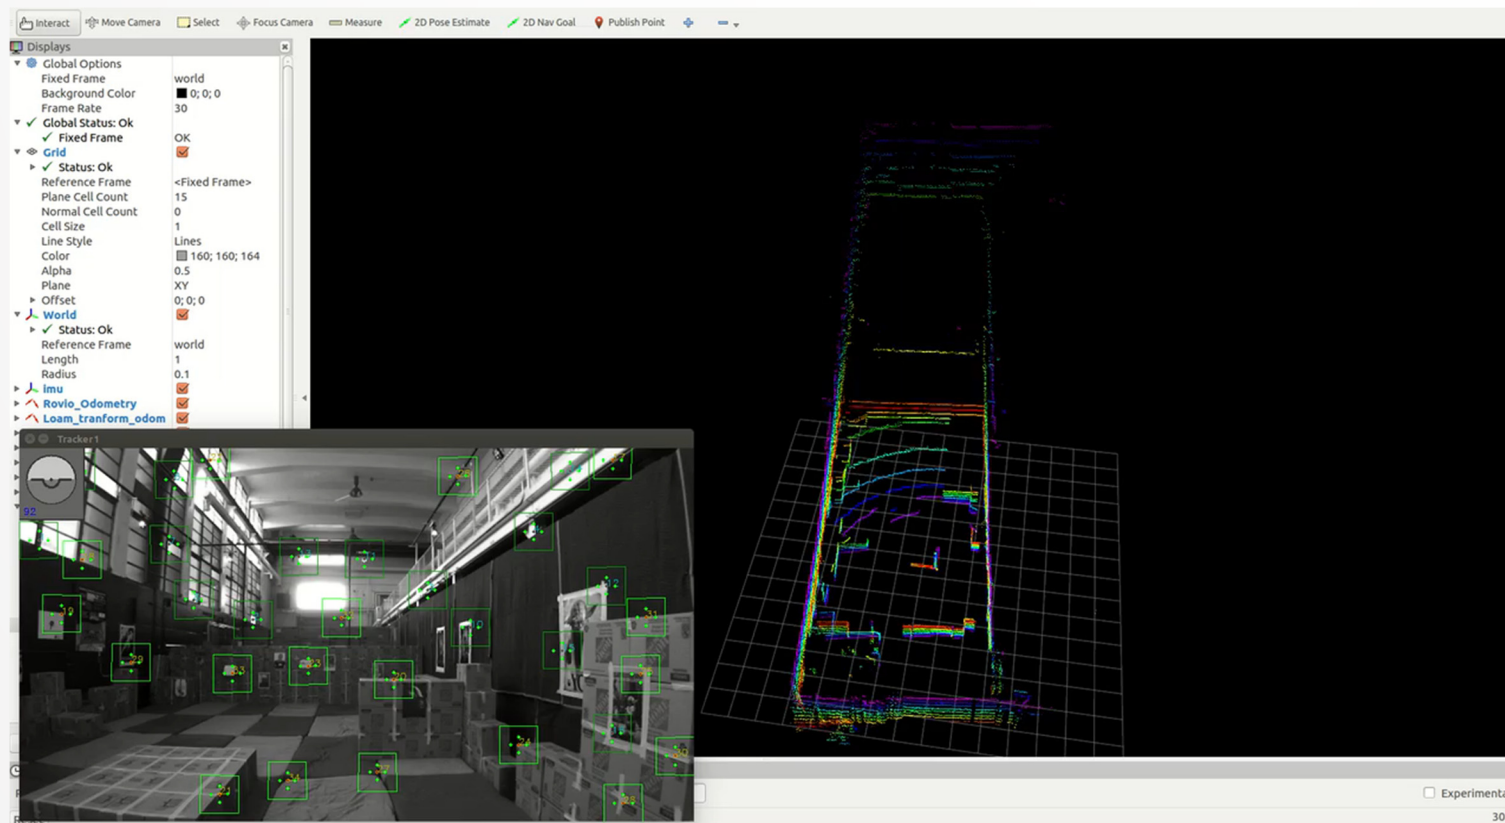 Interact Move Camera Select Focus Camera Measure 2D Pose Estimate 2D Nav Goal Publish Point
Displays
Global Options
Fixed Frame world
Background Color 0; 0; 0
Frame Rate 30
Global Status: Ok
Fixed Frame OK
Grid
Status: Ok
Reference Frame <Fixed Frame>
Plane Cell Count 15
Normal Cell Count 0
Cell Size 1
Line Style Lines
Color 160; 160; 164
Alpha 0.5
Plane XY
Offset 0; 0; 0
World
Status: Ok
Reference Frame world
Length 1
Radius 0.1
imu
Rovio_Odometry
Loam_tranform_odom
Tracker1
92
Experimenta
30